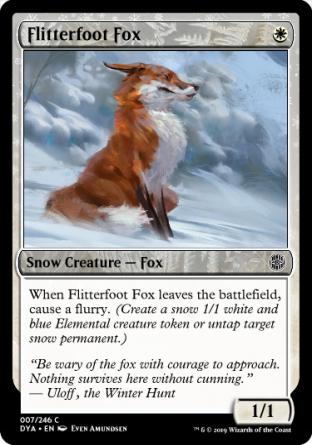 Flitterfoot Fox
Snow Creature — Fox
When Flitterfoot Fox leaves the battlefield,
cause a flurry. (Create a snow 1/1 white and
blue Elemental creature token or untap target
snow permanent.)
“Be wary of the fox with courage to approach.
Nothing survives here without cunning.”
— Uloff, the Winter Hunt
1/1
007/246 C
DYA • EN Even Amundsen
™ & © 2019 Wizards of the Coast